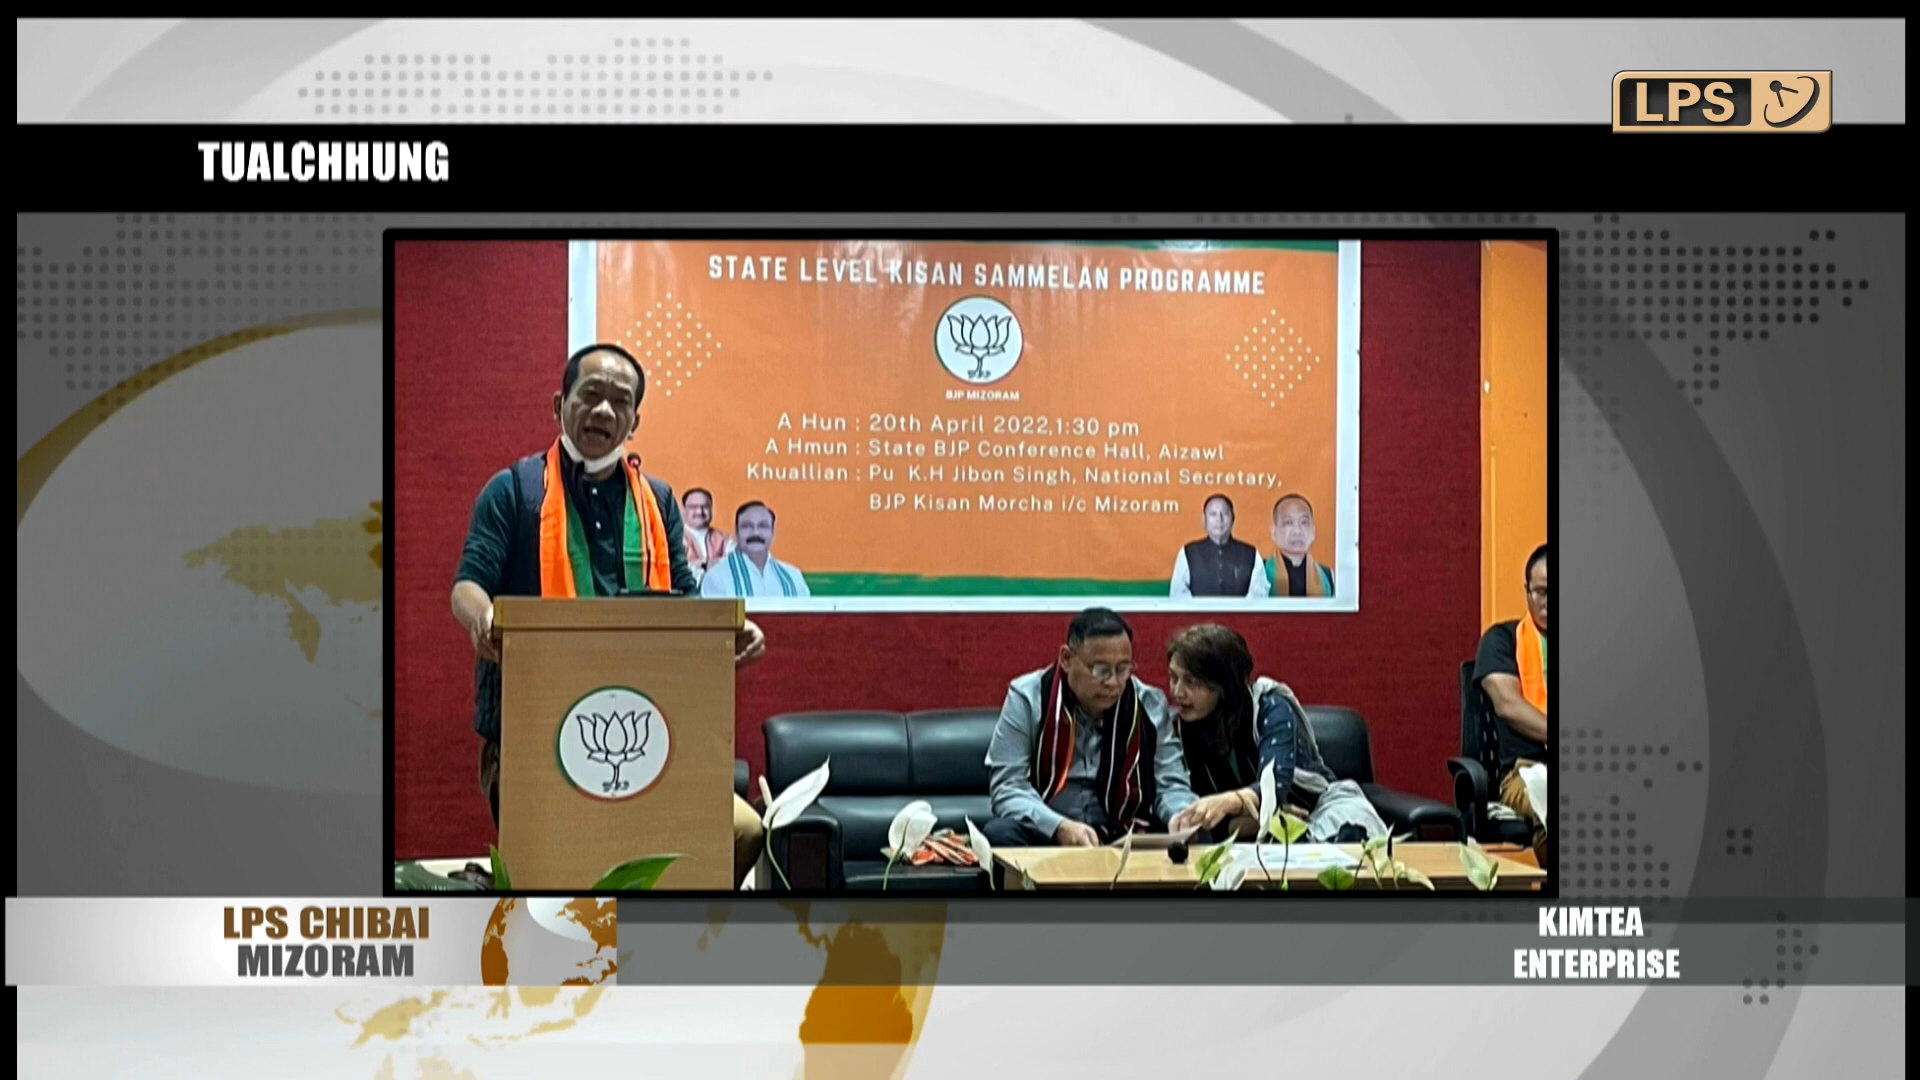 LPS
TUALCHHUNG
STATE LEVEL KISAN SAMMELAN PROGRAMME
BJP MIZORAM
A Hun : 20th April 2022,1:30 pm
A Hmun : State BJP Conference Hall, Aizawl
Khuallian : Pu K.H Jibon Singh, National Secretary,
BJP Kisan Morcha i/c Mizoram
LPS CHIBAI
MIZORAM
KIMTEA
ENTERPRISE